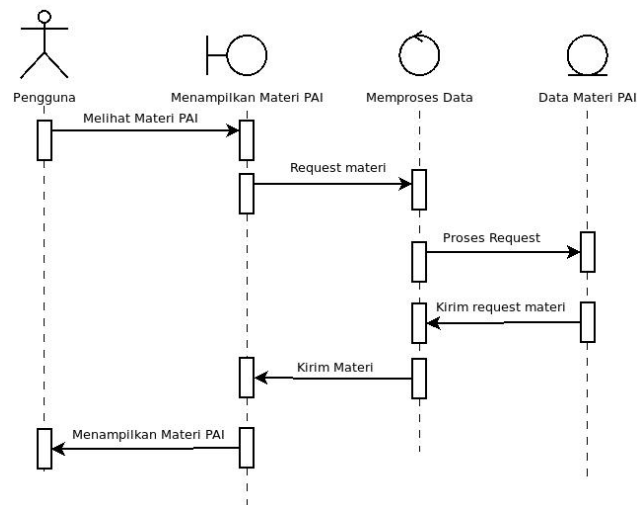 Pengguna
Menampilkan Materi PAI
Memproses Data
Data Materi PAI
Melihat Materi PAI
Request materi
Proses Request
Kirim request materi
Kirim Materi
Menampilkan Materi PAI